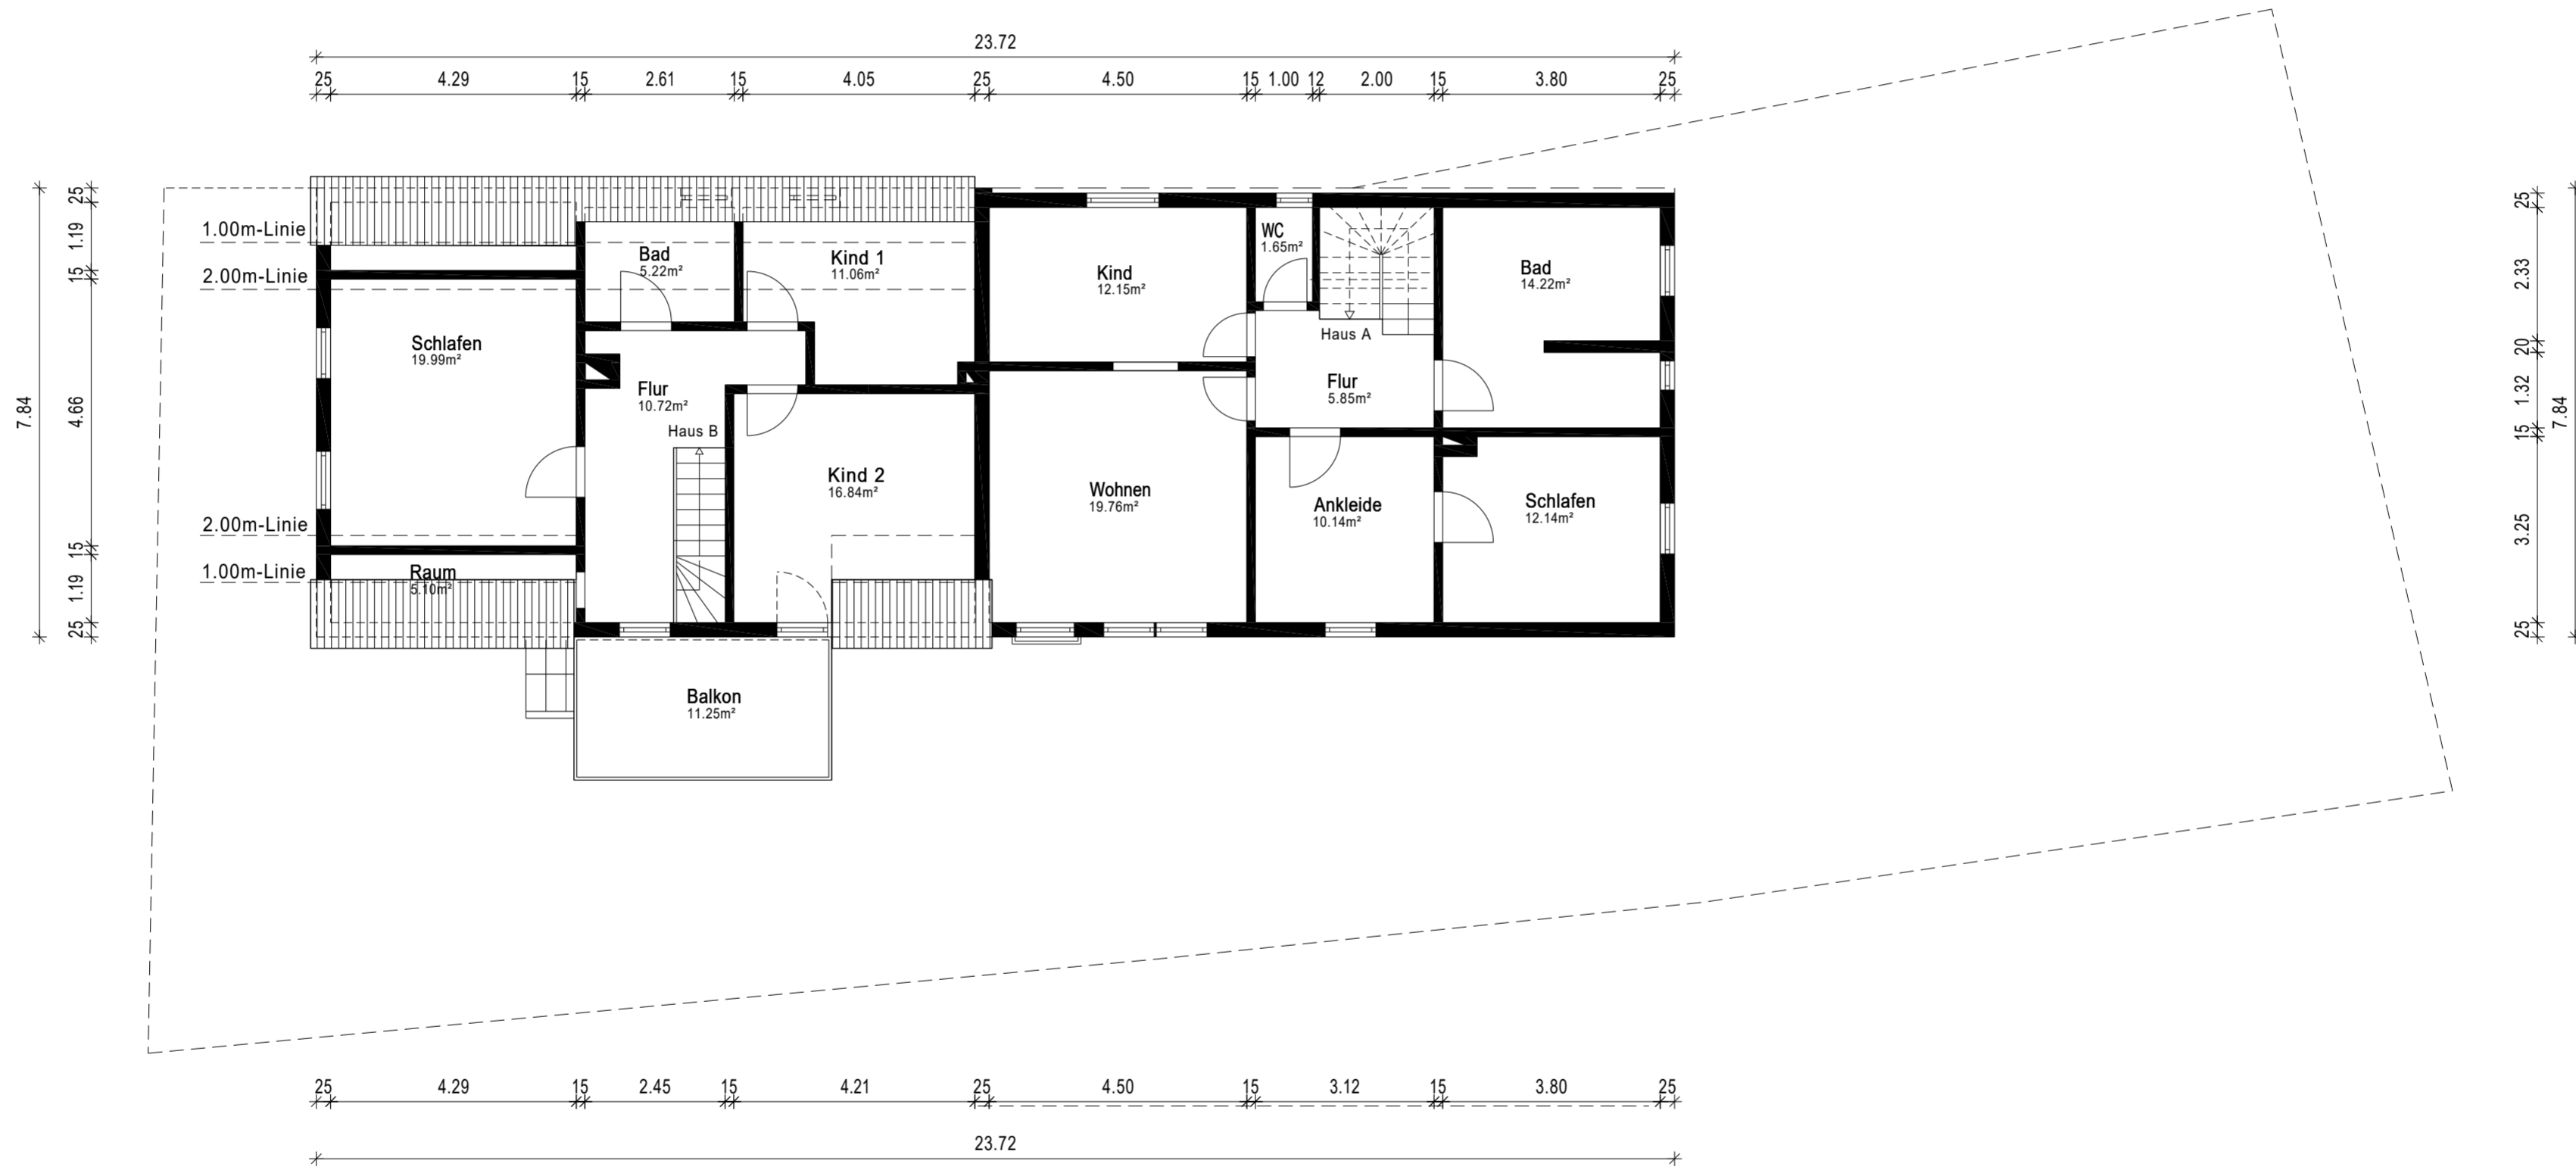 23.72
25 4.29 15 2.61 15 4.05 25 4.50 15 1.00 12 2.00 15 3.80 25
7.84
25
1.19
15
4.66
15
1.19
25
1.00m-Linie
2.00m-Linie
2.00m-Linie
1.00m-Linie
Schlafen
19.99m²
Raum
5.10m²
Bad
5.22m²
Kind 1
11.06m²
Flur
10.72m²
Haus B
Kind 2
16.84m²
Balkon
11.25m²
Kind
12.15m²
WC
1.65m²
Haus A
Flur
5.85m²
Bad
14.22m²
Wohnen
19.76m²
Ankleide
10.14m²
Schlafen
12.14m²
25
2.33
20
1.32
15
3.25
25
7.84
25 4.29 15 2.45 15 4.21 25 4.50 15 3.12 15 3.80 25
23.72